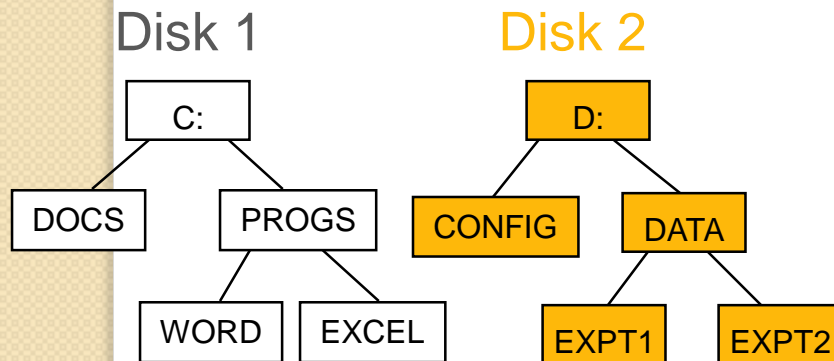 Disk 1
Disk 2
C:
D:
DOCS
PROGS
CONFIG
DATA
WORD
EXCEL
EXPT1
EXPT2